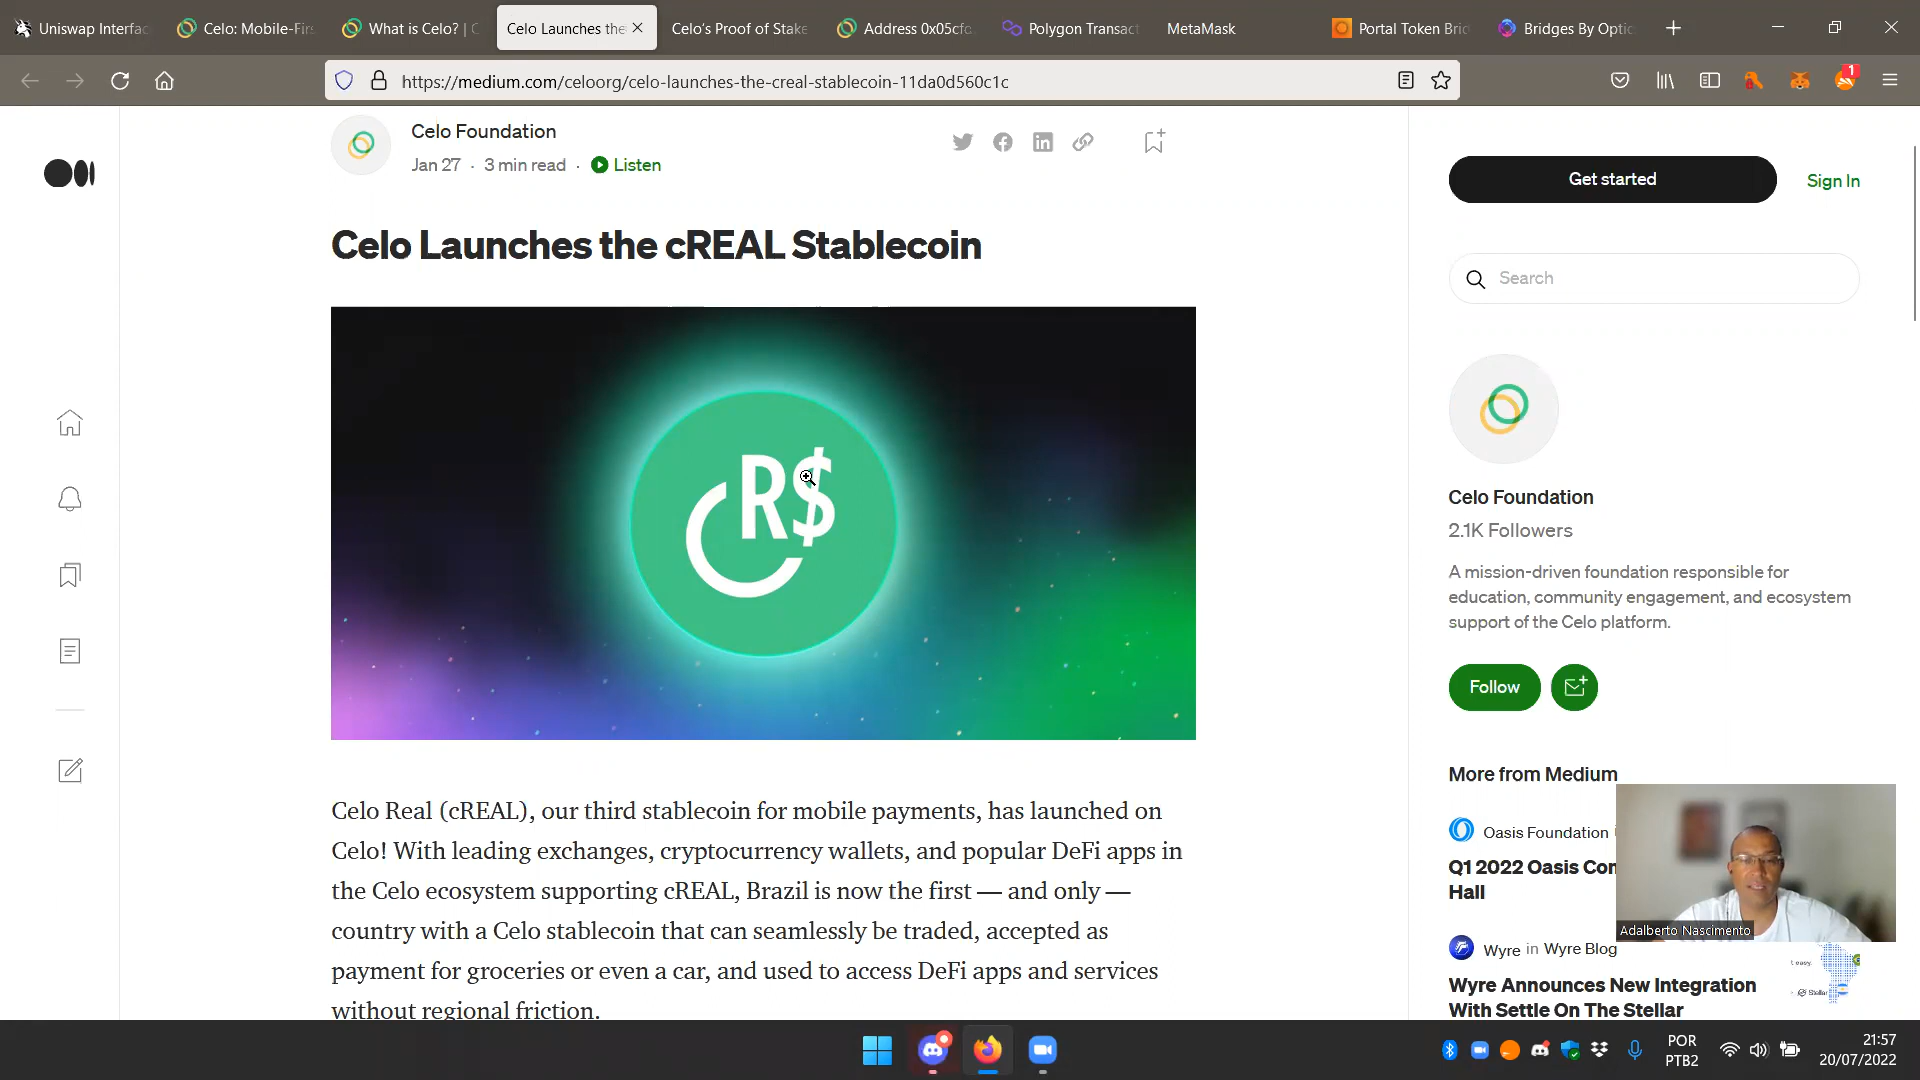 Uniswap Interfac
Celo: Mobile-Firs
What is Celo? | C
Celo Launches the
Celo's Proof of Stake
Address 0x05cfc
Polygon Transact
MetaMask
Portal Token Brid
Bridges By Optic
https://medium.com/celoorg/celo-launches-the-creal-stablecoin-11da0d560c1c
1
Celo Foundation
Jan 27 · 3 min read · Listen
Get started
Sign In
Celo Launches the cREAL Stablecoin
Search
R$
Celo Foundation
2.1K Followers
A mission-driven foundation responsible for
education, community engagement, and ecosystem
support of the Celo platform.
Follow
More from Medium
Celo Real (cREAL), our third stablecoin for mobile payments, has launched on
Celo! With leading exchanges, cryptocurrency wallets, and popular DeFi apps in
the Celo ecosystem supporting cREAL, Brazil is now the first — and only —
country with a Celo stablecoin that can seamlessly be traded, accepted as
payment for groceries or even a car, and used to access DeFi apps and services
without regional friction.
Oasis Foundation
Q1 2022 Oasis Con
Hall
Adalberto Nascimento
Wyre in Wyre Blog
Wyre Announces New Integration
With Settle On The Stellar
Stellar
POR
PTB2
21:57
20/07/2022